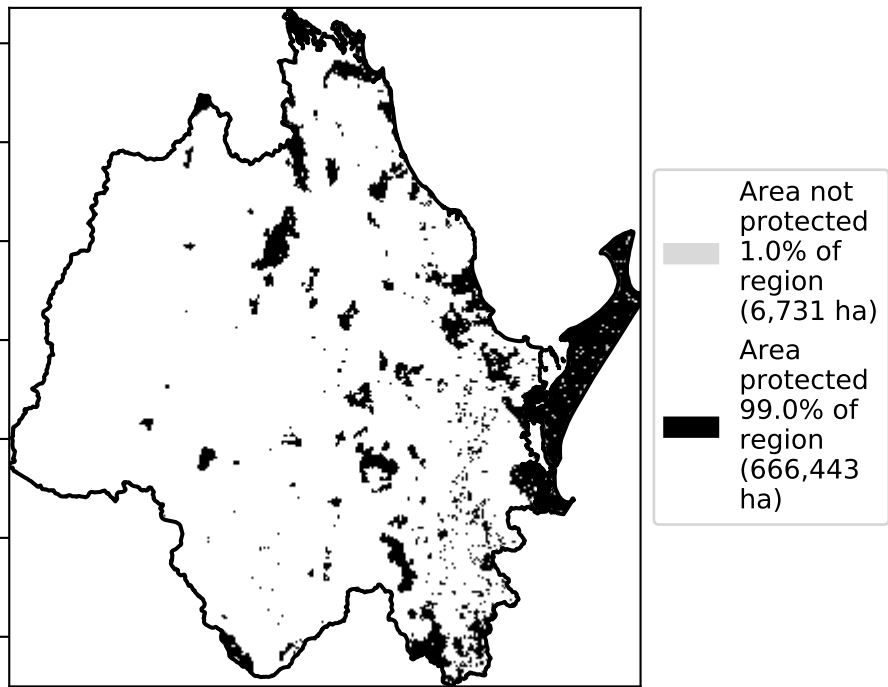 Area not
protected
1.0% of
region
(6,731 ha)
Area
protected
99.0% of
region
(666,443
ha)